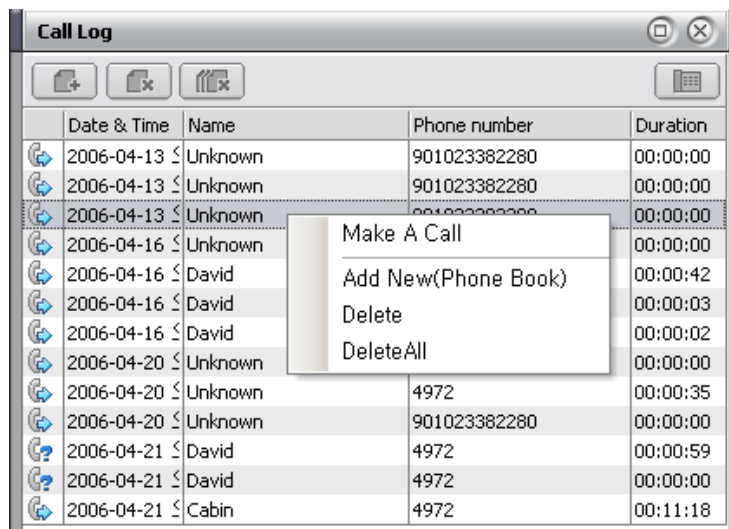 Call Log
Date & Time Name Phone number Duration
2006-04-13 Unknown 901023382280 00:00:00
2006-04-13 Unknown 901023382280 00:00:00
2006-04-13 Unknown 00:00:00
Make A Call
2006-04-16 Unknown 00:00:00
2006-04-16 David 00:00:42
Add New(Phone Book)
2006-04-16 David 00:00:03
Delete
2006-04-16 David 00:00:02
DeleteAll
2006-04-20 Unknown 00:00:00
2006-04-20 Unknown 4972 00:00:35
2006-04-20 Unknown 901023382280 00:00:00
2006-04-21 David 4972 00:00:59
2006-04-21 David 4972 00:00:00
2006-04-21 Cabin 4972 00:11:18